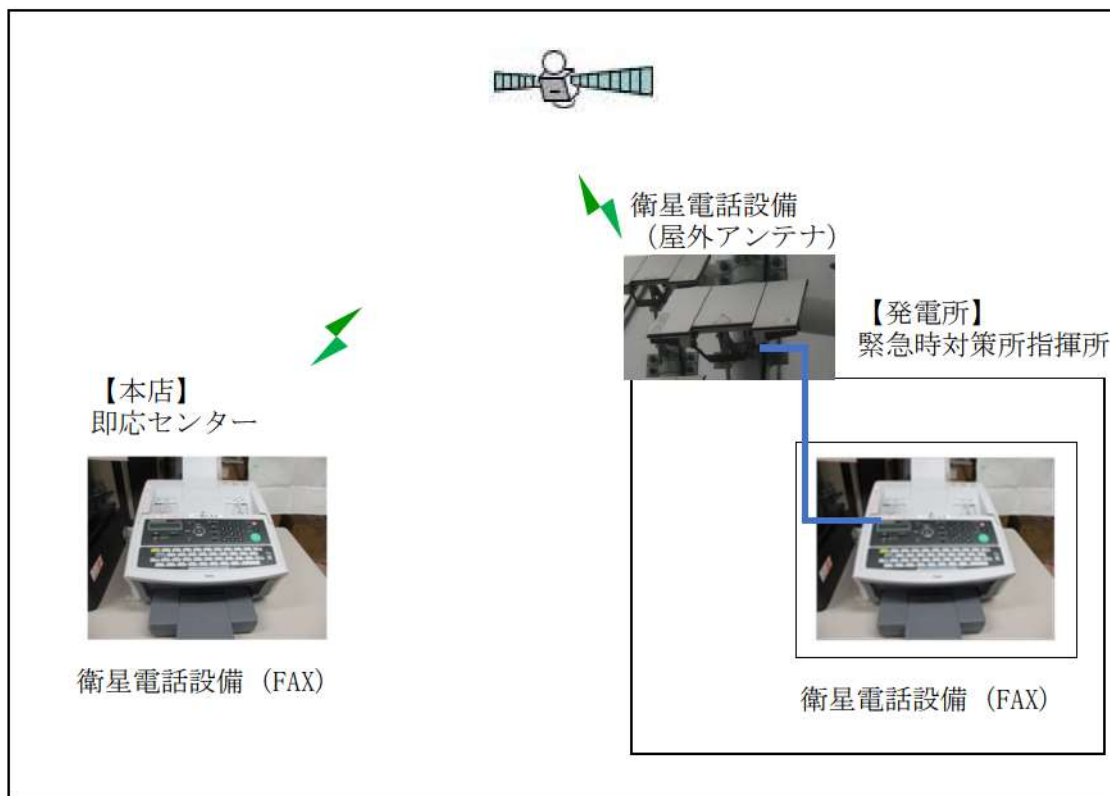 衛星電話設備
（屋外アンテナ）
【発電所】
緊急時対策所指揮所
【本店】
即応センター
衛星電話設備 (FAX)
衛星電話設備 (FAX)